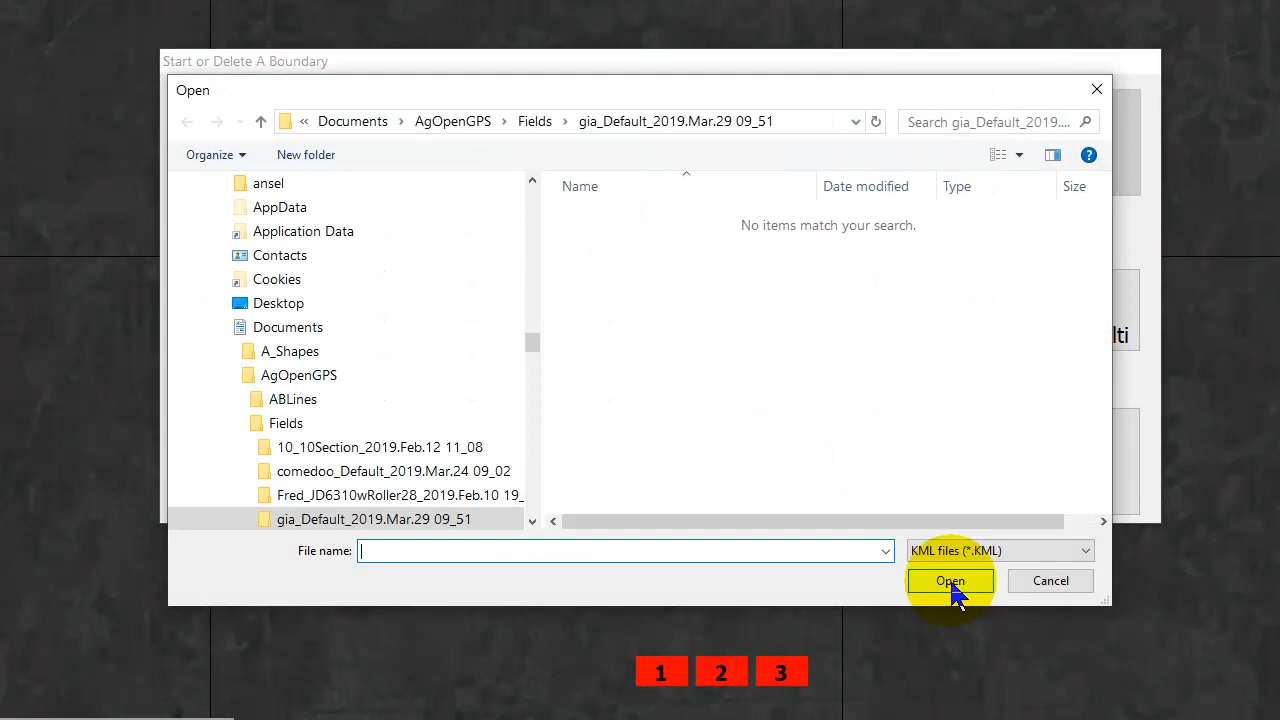 Start or Delete A Boundary
Open
« Documents › AgOpenGPS › Fields › gia_Default_2019.Mar.29 09_51
Search gia_Default_2019....
Organize
New folder
?
Name
Date modified
Type
Size
No items match your search.
ansel
AppData
Application Data
Contacts
Cookies
Desktop
Documents
A_Shapes
AgOpenGPS
ABLines
Fields
10_10Section_2019.Feb.12 11_08
comedoo_Default_2019.Mar.24 09_02
Fred_JD6310wRoller28_2019.Feb.10 19_
gia_Default_2019.Mar.29 09_51
lti
File name:
KML files (*.KML)
Open
Cancel
1 2 3